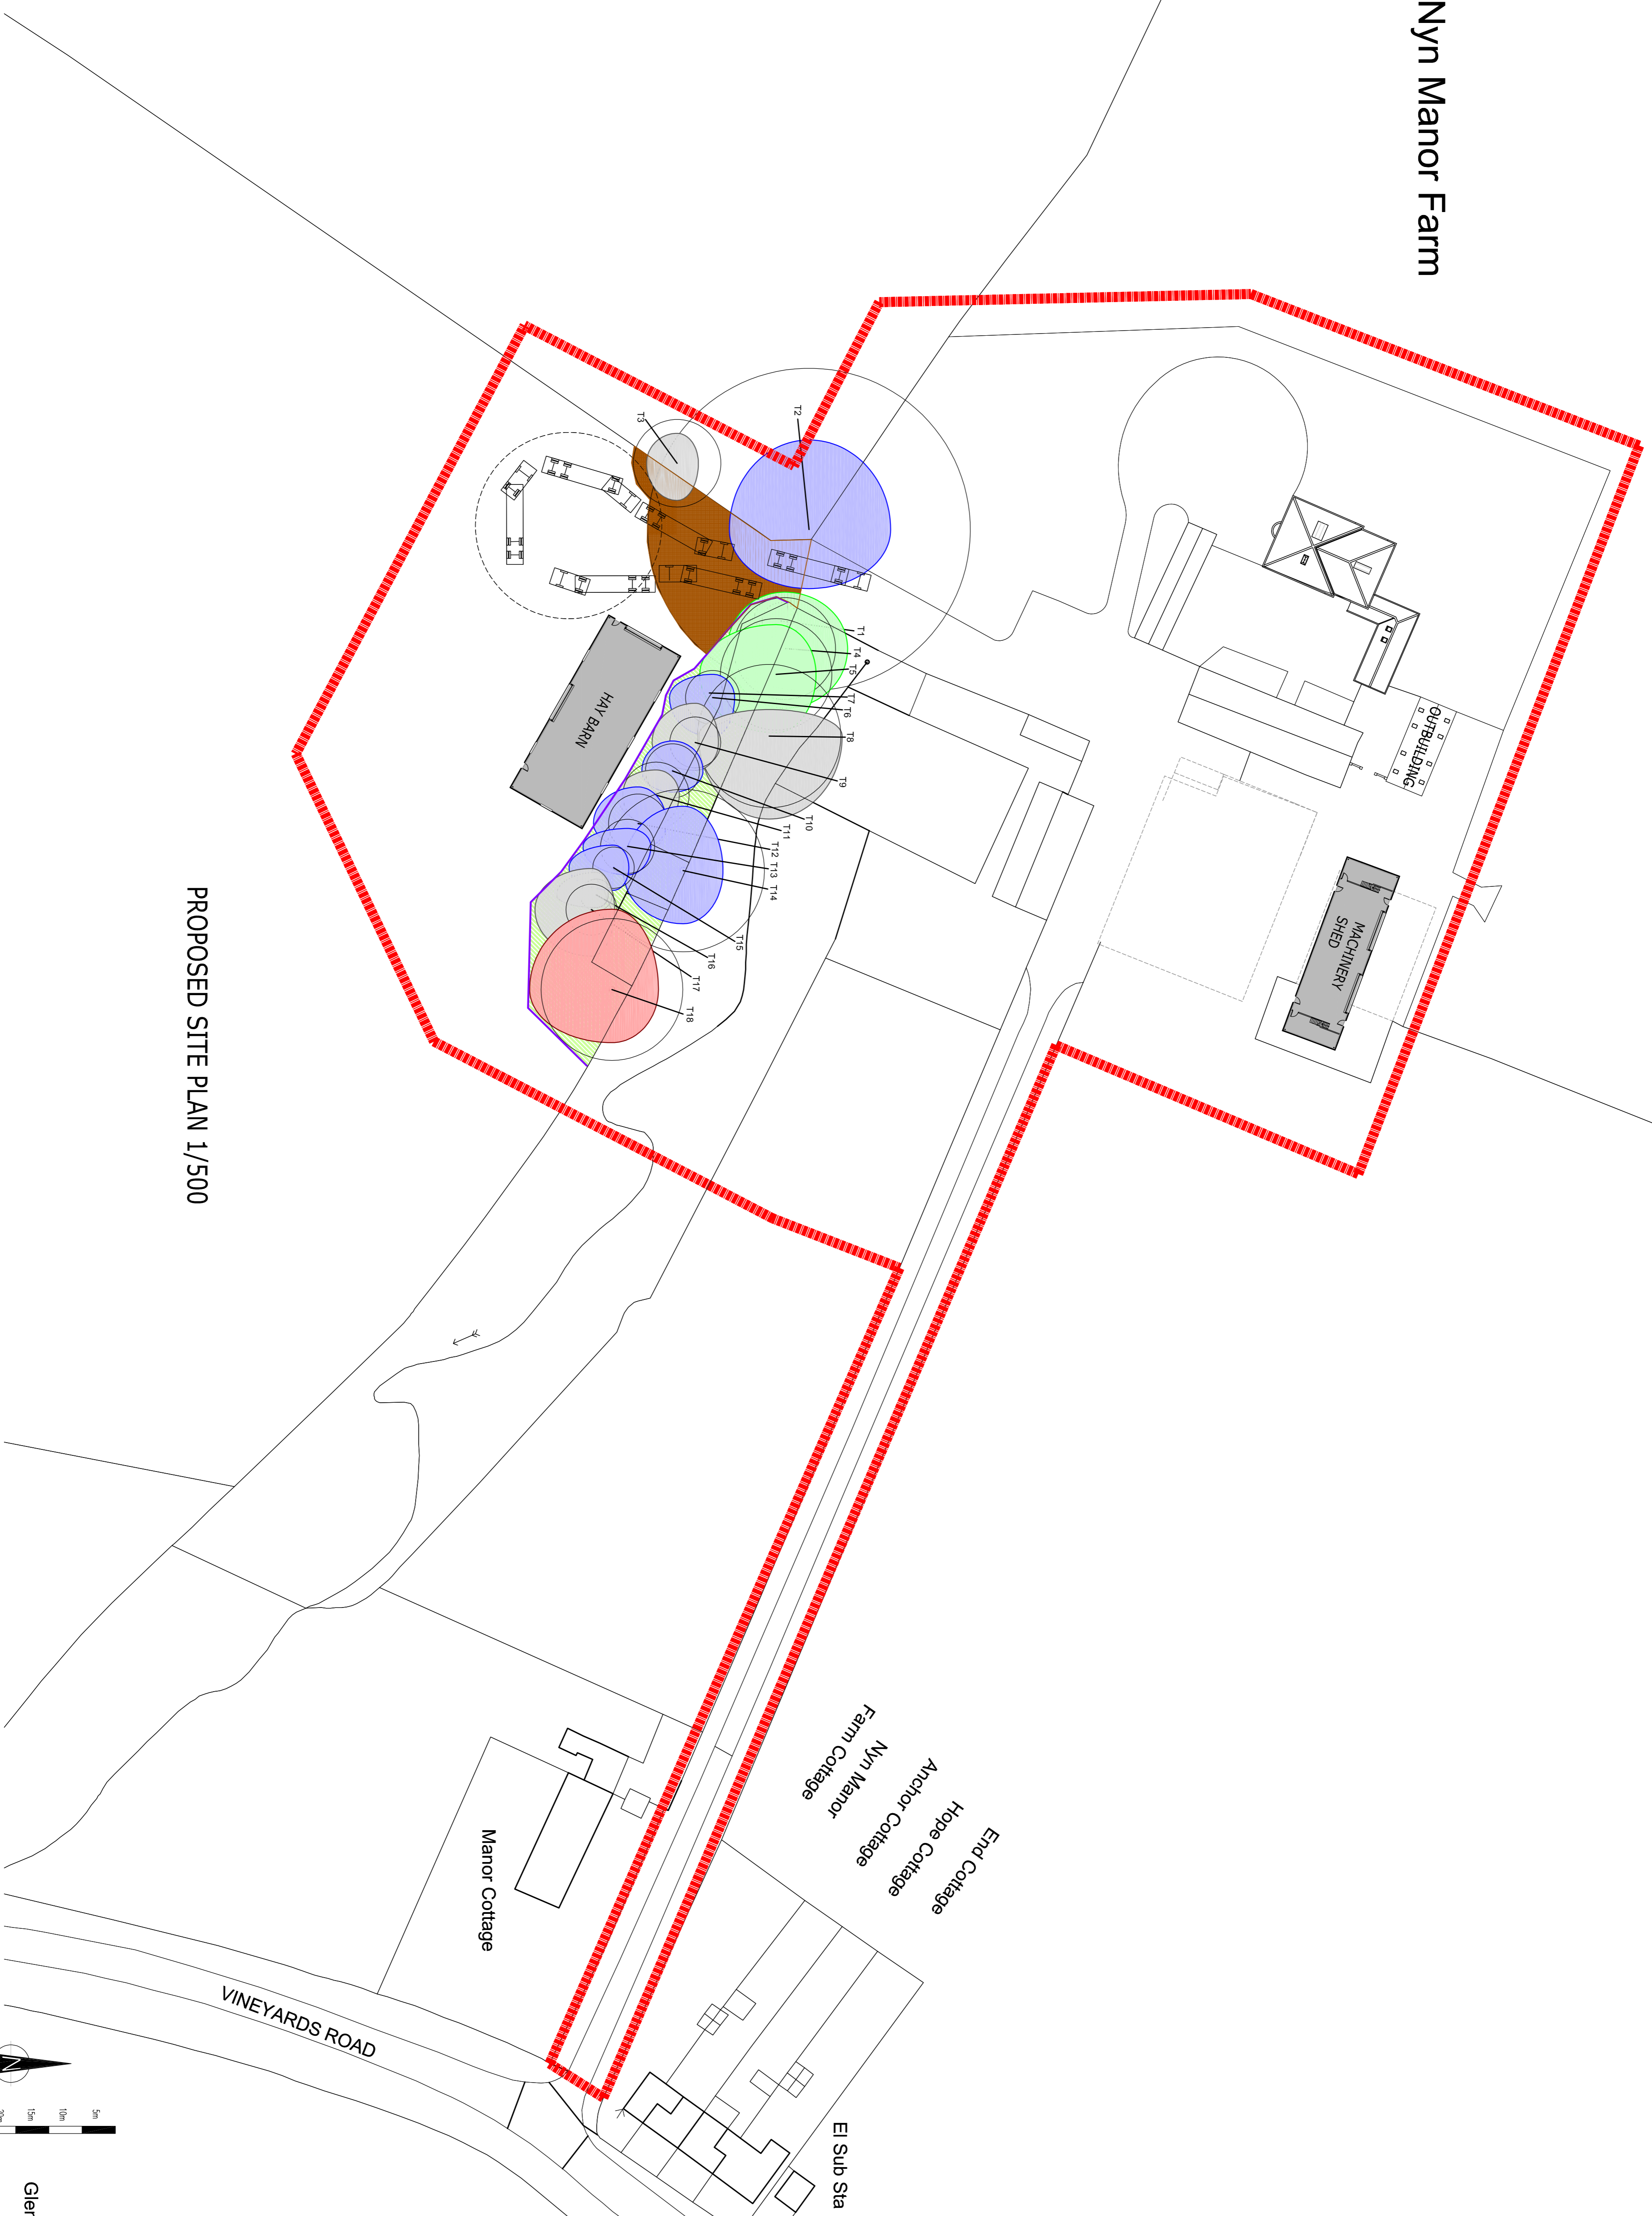 Nyn Manor Farm
OUTBUILDING
MACHINERY
SHED
T2
T3
T1
T4
T5
T7
T6
T8
T9
T10
T11
T12
T13
T14
T15
T16
T17
T18
HAY BARN
PROPOSED SITE PLAN 1/500
End Cottage
Hope Cottage
Anchor Cottage
Nyn Manor
Farm Cottage
Manor Cottage
VINEYARDS ROAD
El Sub Sta
N
5m
10m
15m